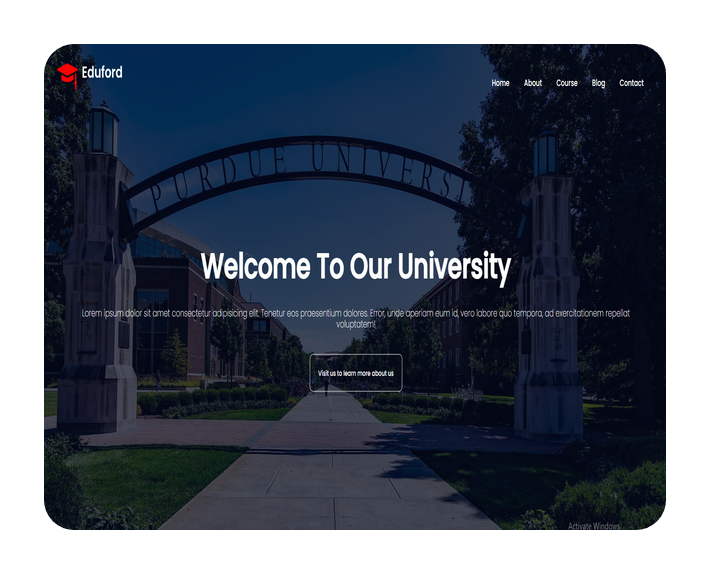 Eduford
Home About Course Blog Contact
PURDUE UNIVERSI
Welcome To Our University
Lorem ipsum dolor sit amet consectetur adipisicing elit. Tenetur eos praesentium dolores. Error, unde aperiam eum id, vero labore quo tempora, ad exercitationem repellat
voluptatem!
Visit us to learn more about us
Activate Windows